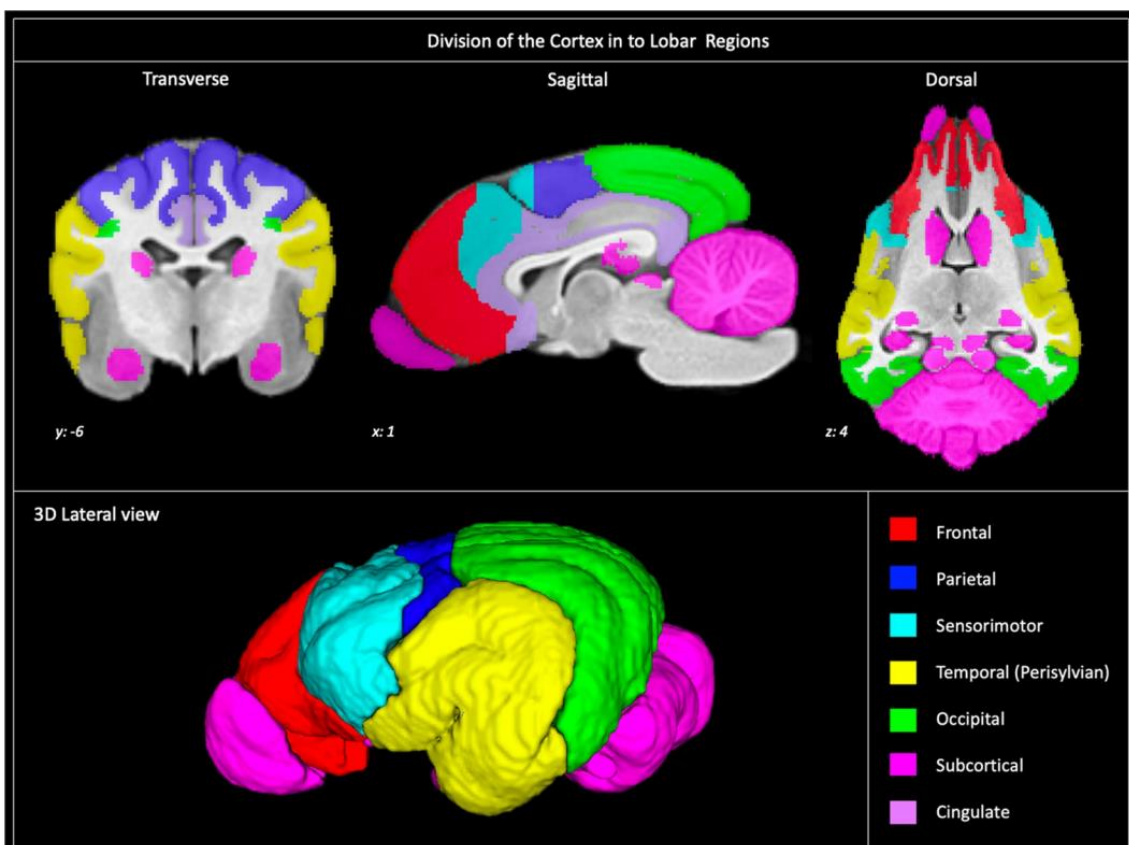 Division of the Cortex in to Lobar Regions
Transverse
Sagittal
Dorsal
y: -6
x: 1
z: 4
3D Lateral view
Frontal
Parietal
Sensorimotor
Temporal (Perisylvian)
Occipital
Subcortical
Cingulate